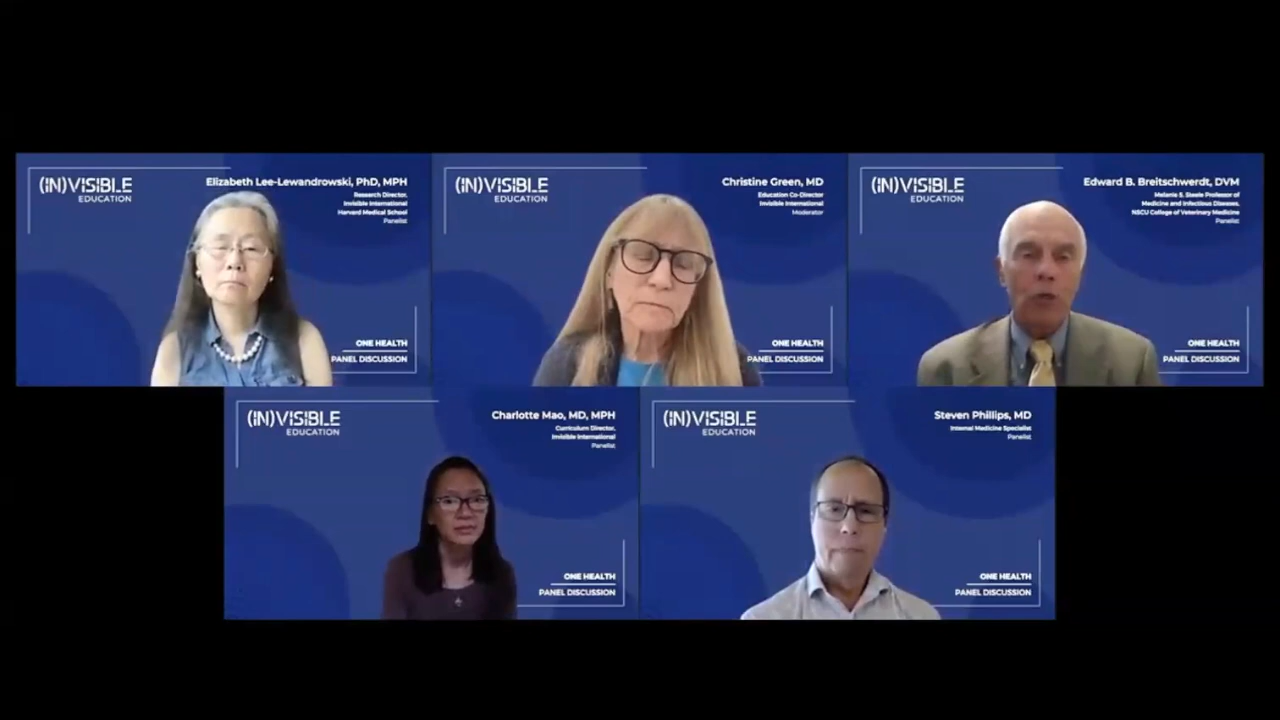 (IN)VISIBLE
EDUCATION
Elizabeth Lee-Lewandrowski, PhD, MPH
Research Director,
Invisible International
Harvard Medical School
Panelist
ONE HEALTH
PANEL DISCUSSION
(IN)VISIBLE
EDUCATION
Christine Green, MD
Education Co-Director
Invisible International
Moderator
ONE HEALTH
PANEL DISCUSSION
(IN)VISIBLE
EDUCATION
Edward B. Breitschwerdt, DVM
Melanie S. Steele Professor of
Medicine and Infectious Diseases,
NSCU College of Veterinary Medicine
Panelist
ONE HEALTH
PANEL DISCUSSION
(IN)VISIBLE
EDUCATION
Charlotte Mao, MD, MPH
Curriculum Director,
Invisible International
Panelist
ONE HEALTH
PANEL DISCUSSION
(IN)VISIBLE
EDUCATION
Steven Phillips, MD
Internal Medicine Specialist
Panelist
ONE HEALTH
PANEL DISCUSSION